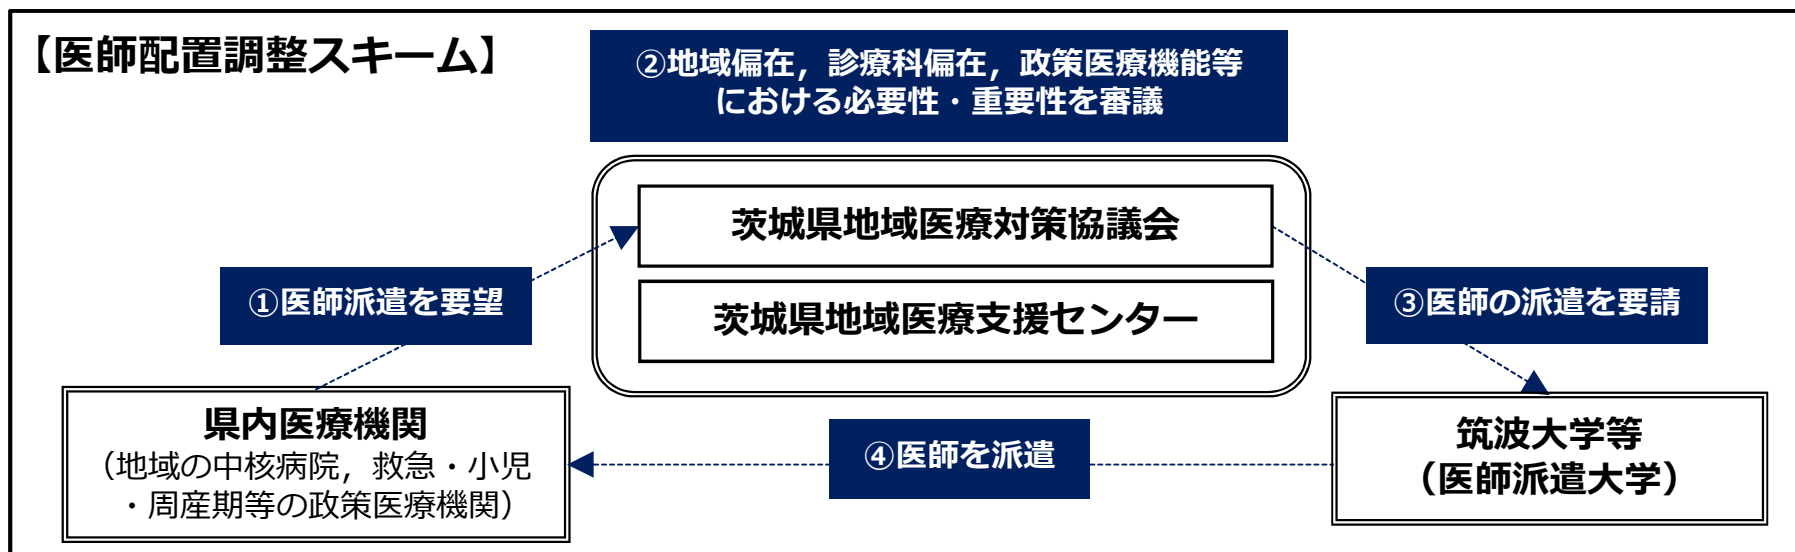 【医師配置調整スキーム】
②地域偏在，診療科偏在，政策医療機能等
における必要性・重要性を審議
茨城県地域医療対策協議会
茨城県地域医療支援センター
①医師派遣を要望
③医師の派遣を要請
県内医療機関
（地域の中核病院，救急・小児
・周産期等の政策医療機関）
④医師を派遣
筑波大学等
（医師派遣大学）